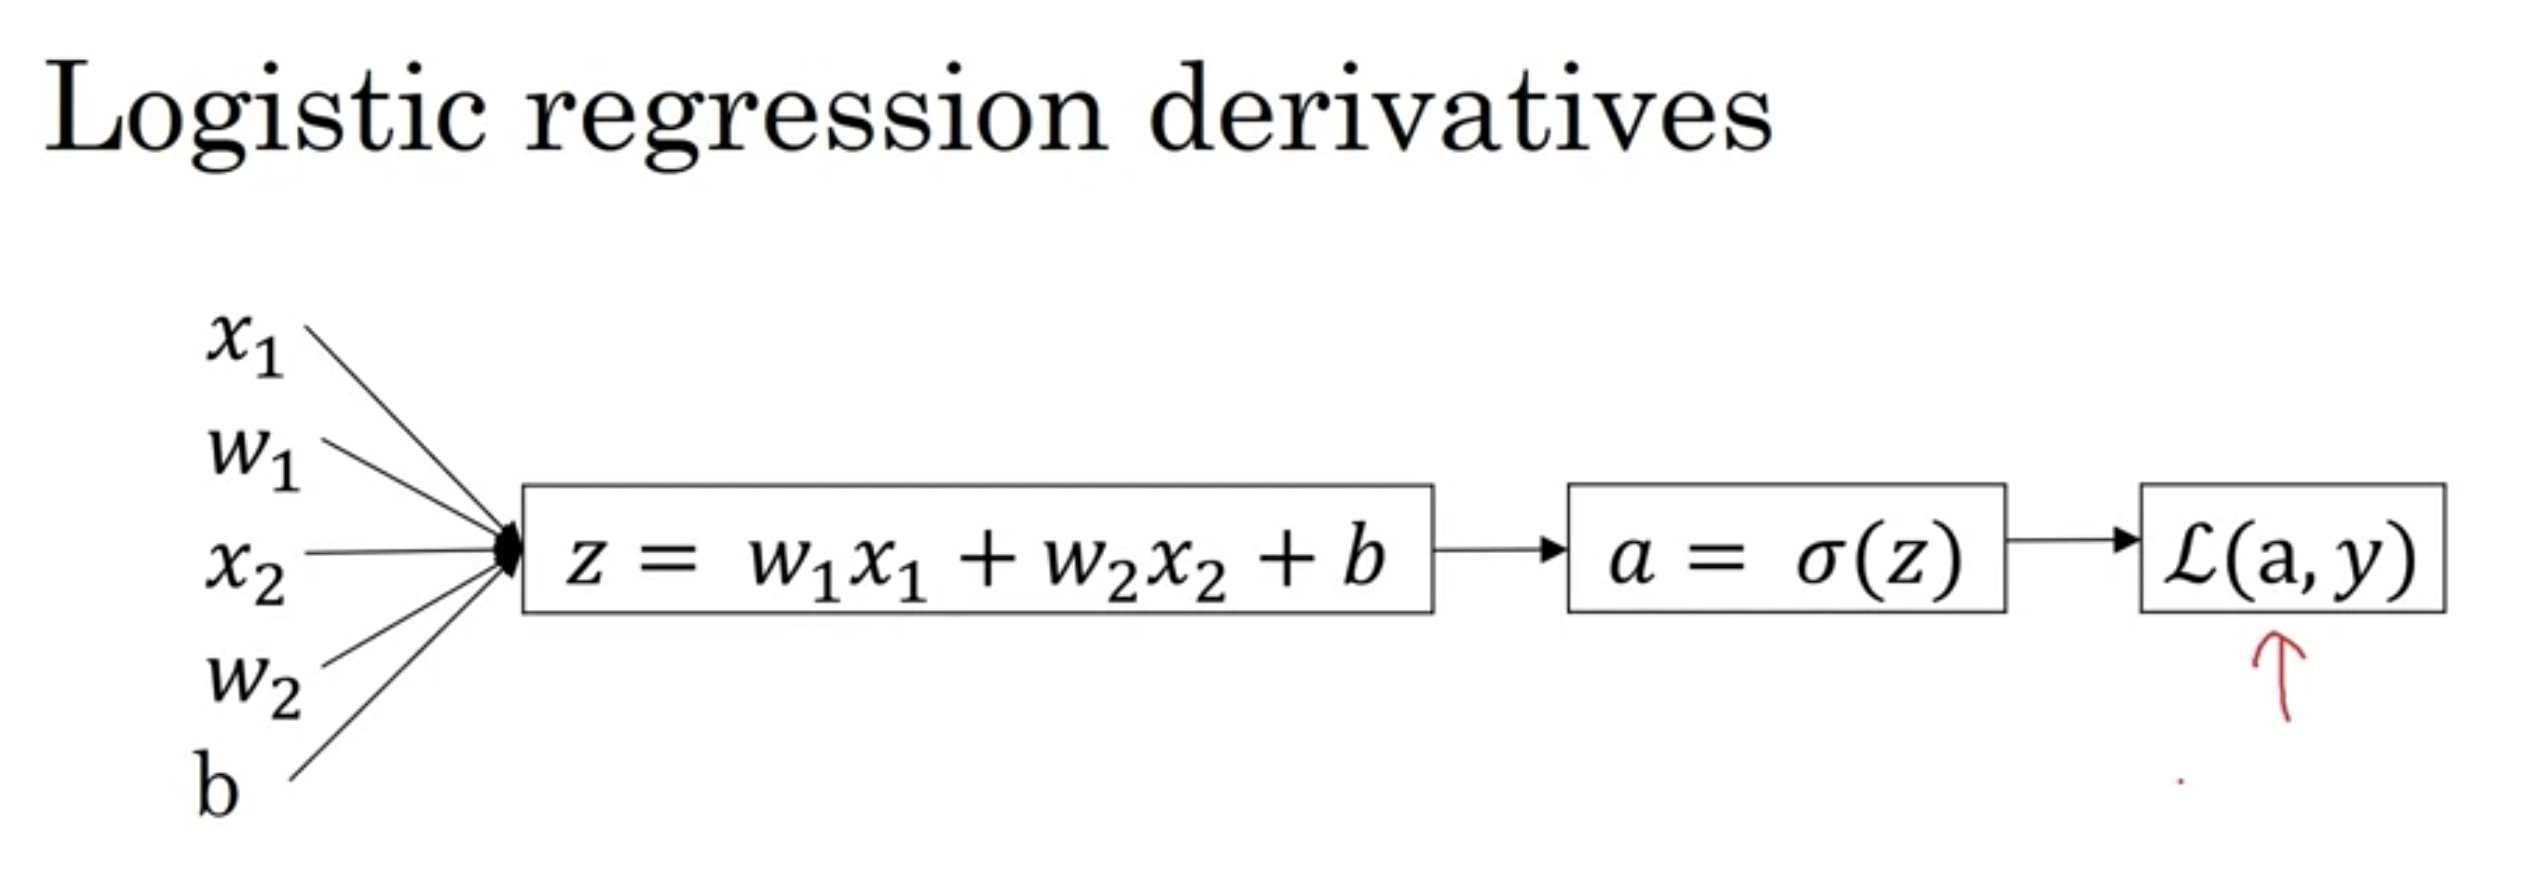 Logistic regression derivatives
x₁
w₁
x₂
w₂
b
z = w₁x₁ + w₂x₂ + b
a = σ(z)
ℒ(a, y)